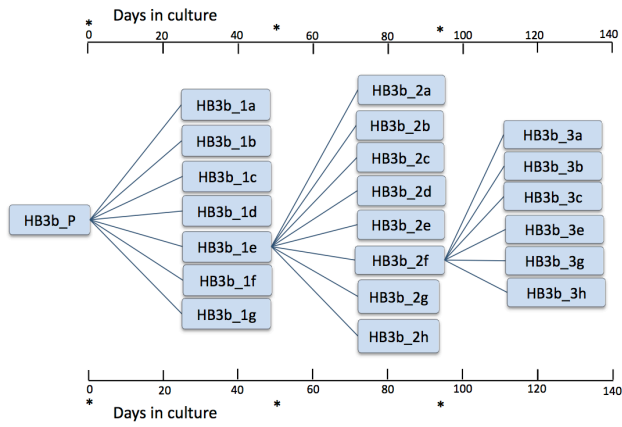 Days in culture
* * *
0 20 40 60 80 100 120 140
HB3b_P
HB3b_1a
HB3b_1b
HB3b_1c
HB3b_1d
HB3b_1e
HB3b_1f
HB3b_1g
HB3b_2a
HB3b_2b
HB3b_2c
HB3b_2d
HB3b_2e
HB3b_2f
HB3b_2g
HB3b_2h
HB3b_3a
HB3b_3b
HB3b_3c
HB3b_3e
HB3b_3g
HB3b_3h
0 20 40 60 80 100 120 140
* * *
Days in culture